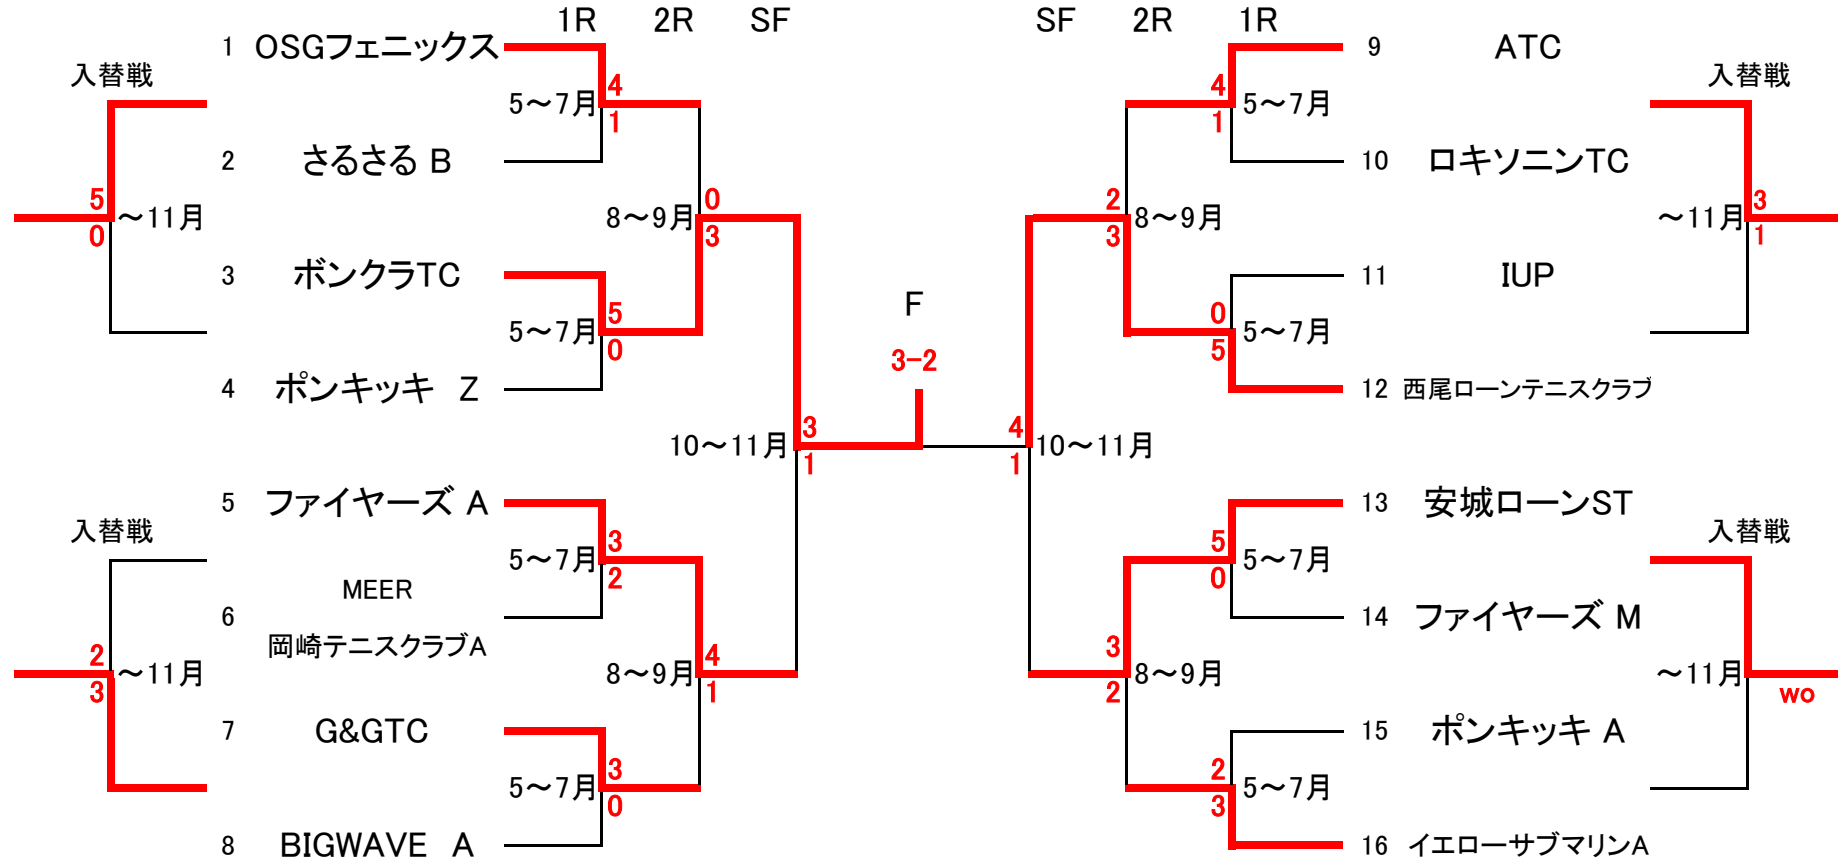 1R 2R SF SF 2R 1R
1 OSGフェニックス 9 ATC
入替戦 4 5～7月 1 4 5～7月 1 入替戦
2 さるさる B 10 ロキソニンTC
5 ～11月 0 8～9月 0 3 2 8～9月 3 ～11月 3 1
3 ボンクラTC 11 IUP
F
5～7月 5 0 0 5～7月 5
3-2
4 ポンキッキ Z 12 西尾ローンテニスクラブ
10～11月 3 1 4 10～11月 1
5 ファイヤーズ A 13 安城ローンST
入替戦 5～7月 3 2 5 5～7月 0 入替戦
MEER
6 14 ファイヤーズ M
岡崎テニスクラブA
2 ～11月 3 8～9月 4 1 3 8～9月 2 ～11月 wo
7 G&GTC 15 ポンキッキ A
5～7月 3 0 2 5～7月 3
8 BIGWAVE A 16 イエローサブマリンA